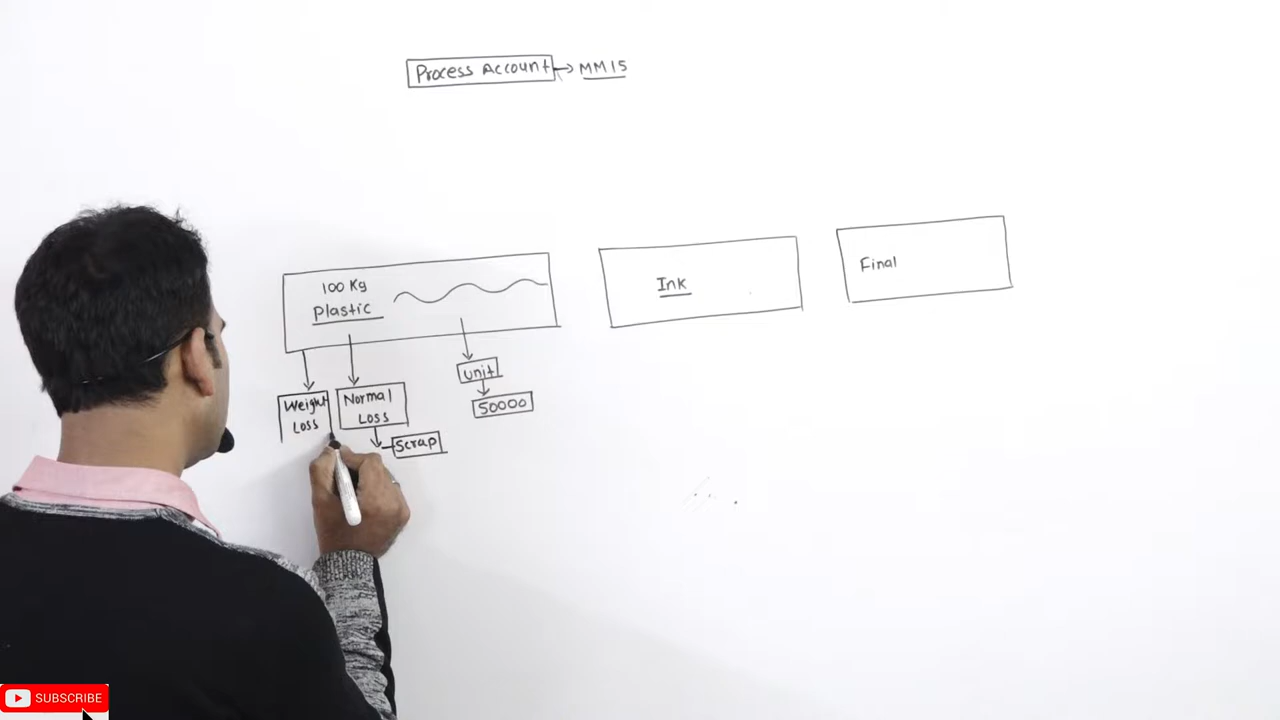 Process Account → MM15
100 Kg
Plastic
Ink
Final
Weight
Loss
Normal
Loss
Scrap
unit
50000
SUBSCRIBE